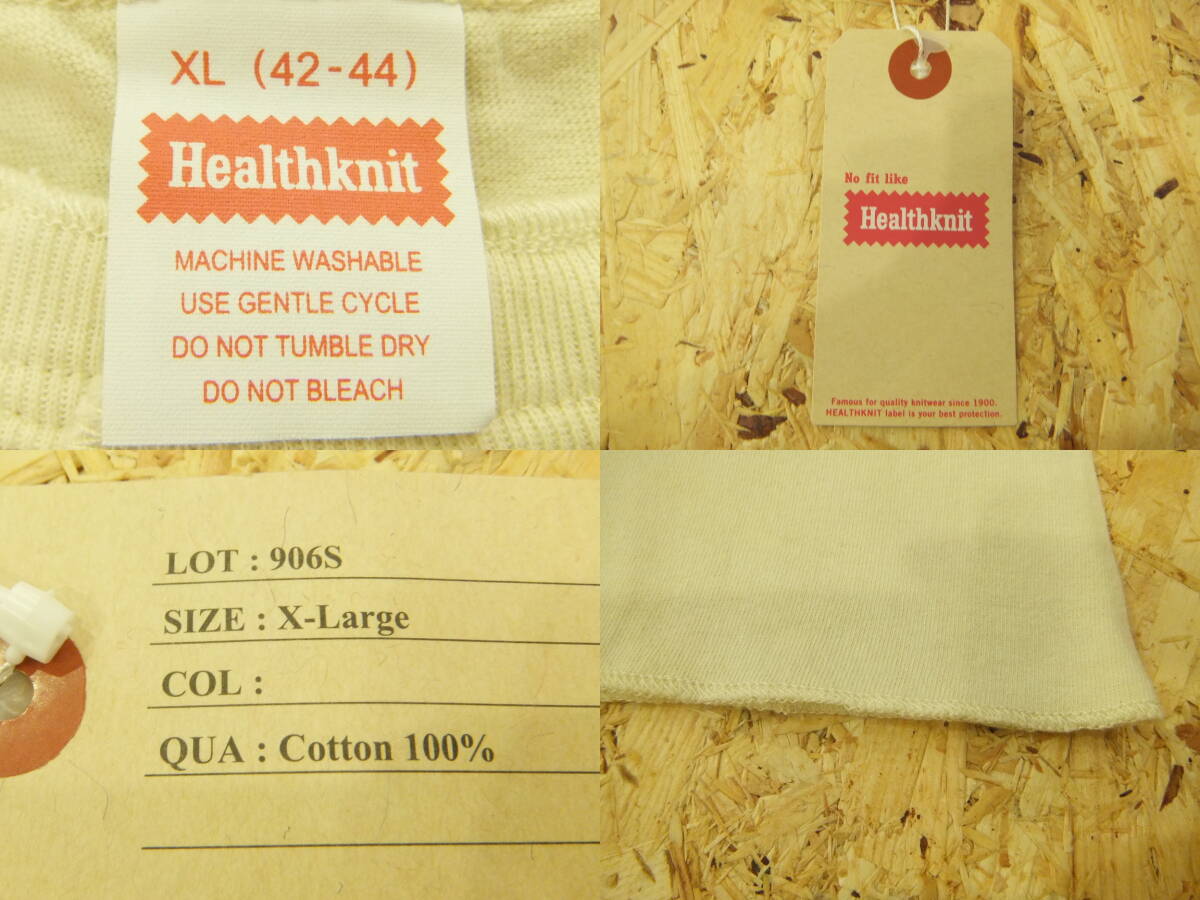 XL (42-44)
Healthknit
MACHINE WASHABLE
USE GENTLE CYCLE
DO NOT TUMBLE DRY
DO NOT BLEACH
No fit like
Healthknit
Famous for quality knitwear since 1900.
HEALTHKNIT label is your best protection.
LOT : 906S
SIZE : X-Large
COL :
QUA : Cotton 100%